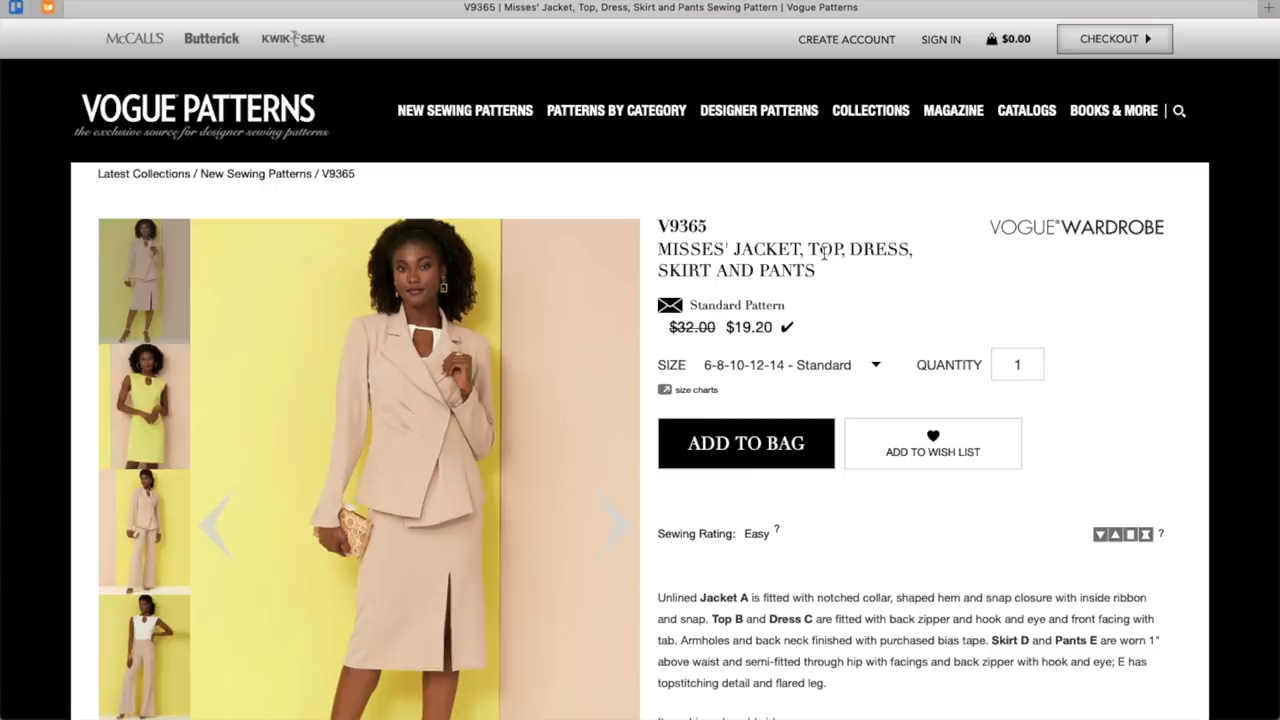 V9365 | Misses' Jacket, Top, Dress, Skirt and Pants Sewing Pattern | Vogue Patterns
McCALL'S Butterick KWIK SEW CREATE ACCOUNT SIGN IN $0.00 CHECKOUT
VOGUE PATTERNS
the exclusive source for designer sewing patterns
NEW SEWING PATTERNS PATTERNS BY CATEGORY DESIGNER PATTERNS COLLECTIONS MAGAZINE CATALOGS BOOKS & MORE
Latest Collections / New Sewing Patterns / V9365
V9365
VOGUE® WARDROBE
MISSES' JACKET, TOP, DRESS,
SKIRT AND PANTS
Standard Pattern
$32.00 $19.20 ✔
SIZE 6-8-10-12-14 - Standard QUANTITY 1
size charts
ADD TO BAG
ADD TO WISH LIST
Sewing Rating: Easy ? ?
Unlined Jacket A is fitted with notched collar, shaped hem and snap closure with inside ribbon
and snap. Top B and Dress C are fitted with back zipper and hook and eye and front facing with
tab. Armholes and back neck finished with purchased bias tape. Skirt D and Pants E are worn 1"
above waist and semi-fitted through hip with facings and back zipper with hook and eye; E has
topstitching detail and flared leg.